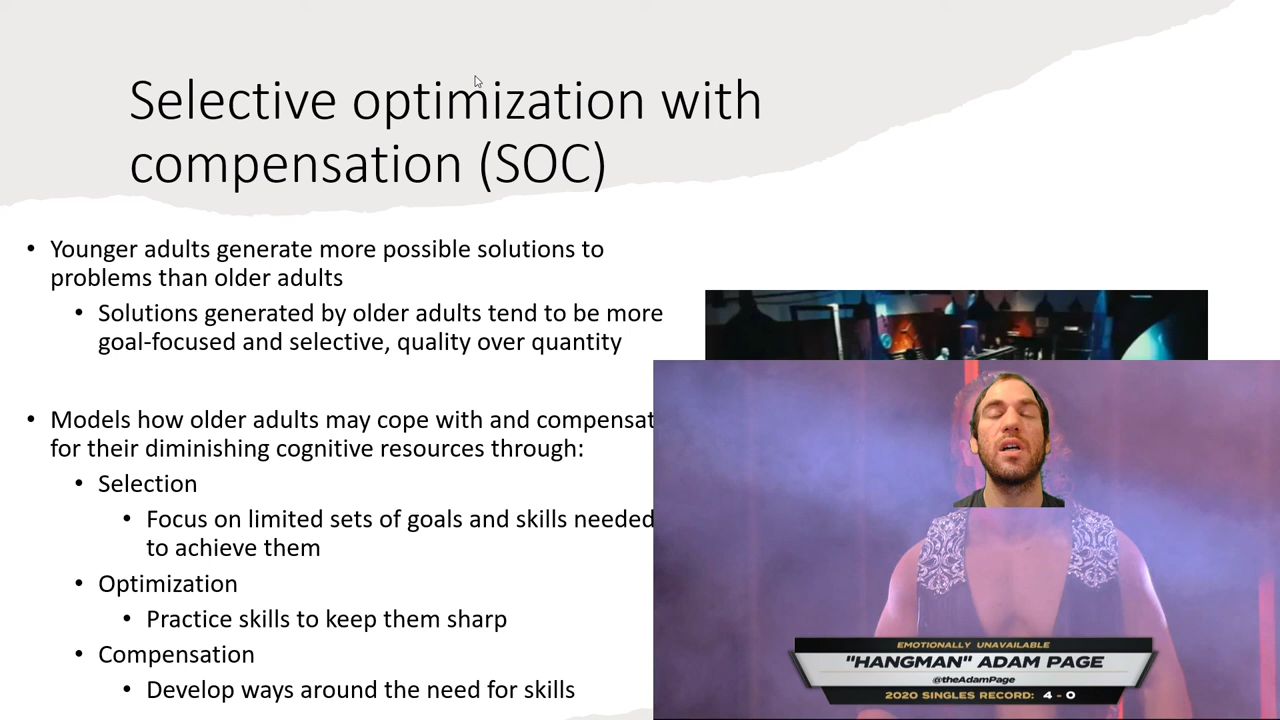 Selective optimization with
compensation (SOC)
• Younger adults generate more possible solutions to
problems than older adults
• Solutions generated by older adults tend to be more
goal-focused and selective, quality over quantity
• Models how older adults may cope with and compensat
for their diminishing cognitive resources through:
• Selection
• Focus on limited sets of goals and skills needed
to achieve them
• Optimization
• Practice skills to keep them sharp
• Compensation
• Develop ways around the need for skills
EMOTIONALLY UNAVAILABLE
"HANGMAN" ADAM PAGE
@theAdamPage
2020 SINGLES RECORD: 4 - 0